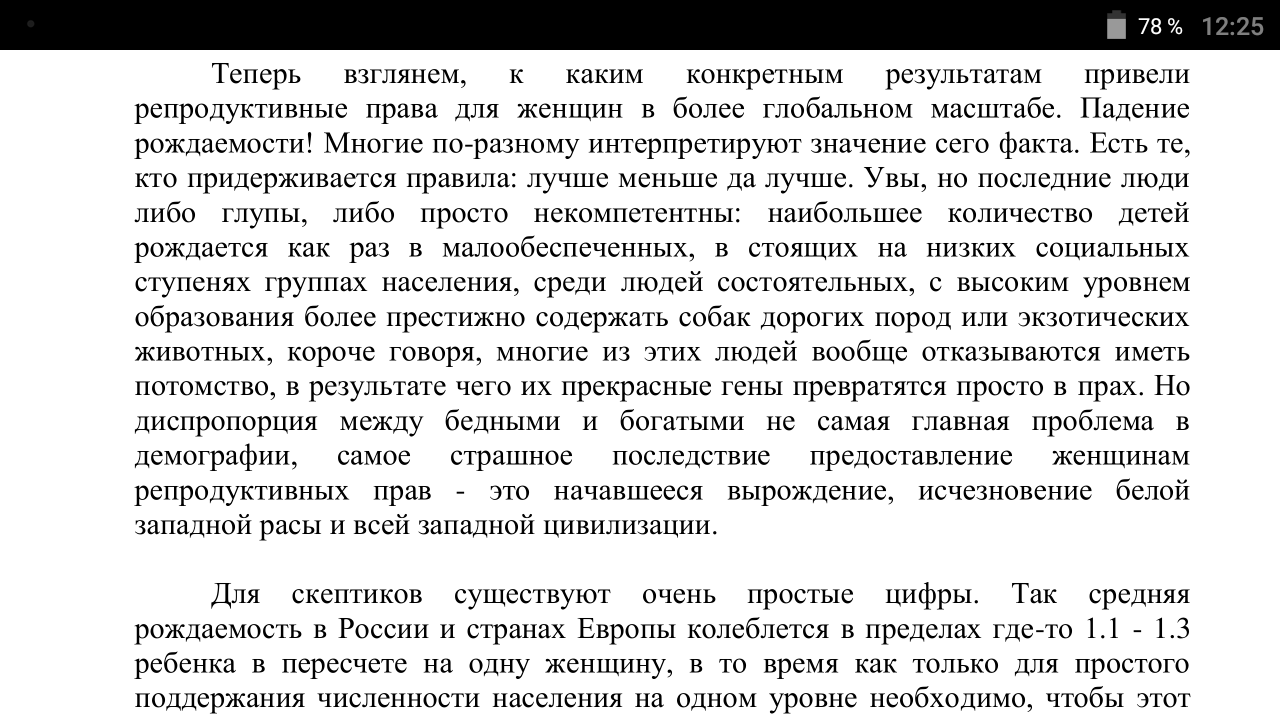 78 % 12:25
Теперь взглянем, к каким конкретным результатам привели
репродуктивные права для женщин в более глобальном масштабе. Падение
рождаемости! Многие по-разному интерпретируют значение сего факта. Есть те,
кто придерживается правила: лучше меньше да лучше. Увы, но последние люди
либо глупы, либо просто некомпетентны: наибольшее количество детей
рождается как раз в малообеспеченных, в стоящих на низких социальных
ступенях группах населения, среди людей состоятельных, с высоким уровнем
образования более престижно содержать собак дорогих пород или экзотических
животных, короче говоря, многие из этих людей вообще отказываются иметь
потомство, в результате чего их прекрасные гены превратятся просто в прах. Но
диспропорция между бедными и богатыми не самая главная проблема в
демографии, самое страшное последствие предоставление женщинам
репродуктивных прав - это начавшееся вырождение, исчезновение белой
западной расы и всей западной цивилизации.
Для скептиков существуют очень простые цифры. Так средняя
рождаемость в России и странах Европы колеблется в пределах где-то 1.1 - 1.3
ребенка в пересчете на одну женщину, в то время как только для простого
поддержания численности населения на одном уровне необходимо, чтобы этот